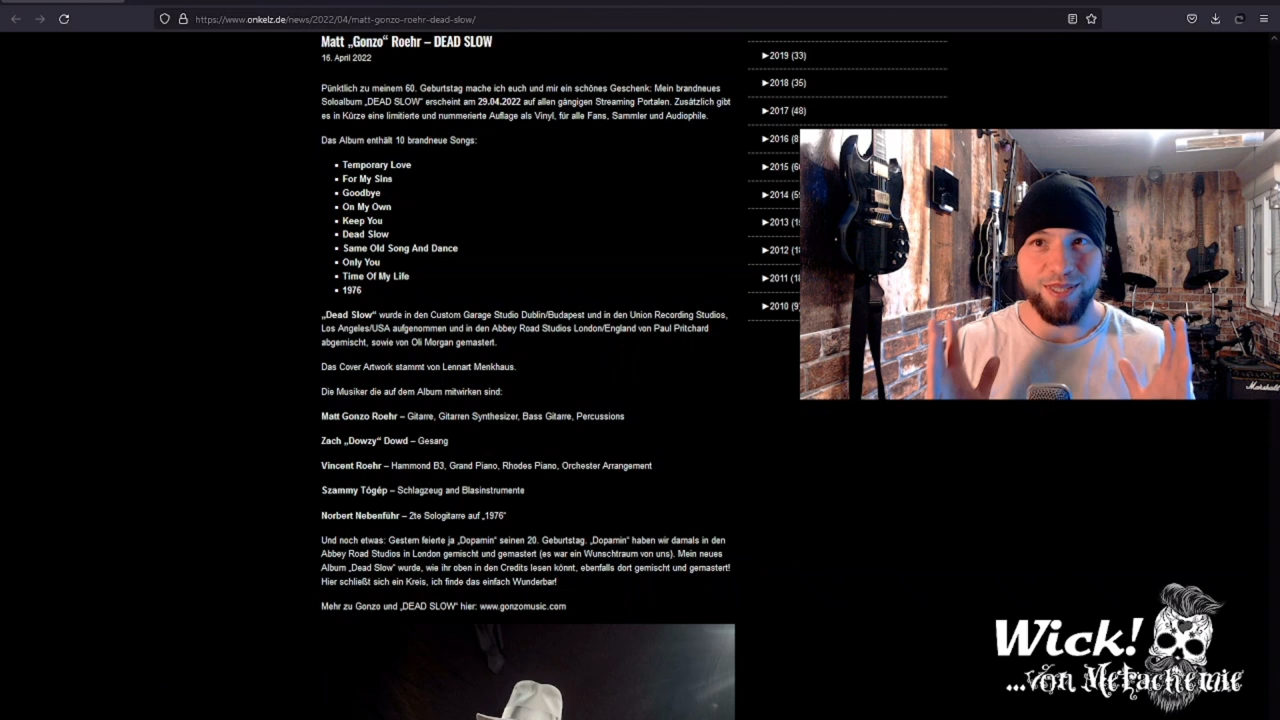 https://www.onkelz.de/news/2022/04/matt-gonzo-roehr-dead-slow/
Matt „Gonzo“ Roehr – DEAD SLOW
16. April 2022
Pünktlich zu meinem 60. Geburtstag mache ich euch und mir ein schönes Geschenk: Mein brandneues
Soloalbum „DEAD SLOW“ erscheint am 29.04.2022 auf allen gängigen Streaming Portalen. Zusätzlich gibt
es in Kürze eine limitierte und nummerierte Auflage als Vinyl, für alle Fans, Sammler und Audiophile.
Das Album enthält 10 brandneue Songs:
Temporary Love
For My Sins
Goodbye
On My Own
Keep You
Dead Slow
Same Old Song And Dance
Only You
Time Of My Life
1976
„Dead Slow“ wurde in den Custom Garage Studio Dublin/Budapest und in den Union Recording Studios,
Los Angeles/USA aufgenommen und in den Abbey Road Studios London/England von Paul Pritchard
abgemischt, sowie von Oli Morgan gemastert.
Das Cover Artwork stammt von Lennart Menkhaus.
Die Musiker die auf dem Album mitwirken sind:
Matt Gonzo Roehr – Gitarre, Gitarren Synthesizer, Bass Gitarre, Percussions
Zach „Dowzy“ Dowd – Gesang
Vincent Roehr – Hammond B3, Grand Piano, Rhodes Piano, Orchester Arrangement
Szammy Tôgép – Schlagzeug and Blasinstrumente
Norbert Nebenführ – 2te Sologitarre auf „1976“
Und noch etwas: Gestern feierte ja „Dopamin“ seinen 20. Geburtstag. „Dopamin“ haben wir damals in den
Abbey Road Studios in London gemischt und gemastert (es war ein Wunschtraum von uns). Mein neues
Album „Dead Slow“ wurde, wie ihr oben in den Credits lesen könnt, ebenfalls dort gemischt und gemastert!
Hier schließt sich ein Kreis, ich finde das einfach Wunderbar!
Mehr zu Gonzo und „DEAD SLOW“ hier: www.gonzomusic.com
►2019 (33)
►2018 (35)
►2017 (48)
►2016 (8
►2015 (6
►2014 (5
►2013 (1
►2012 (1
►2011 (1
►2010 (9)
Marshall
Wick!
...von Metachemie